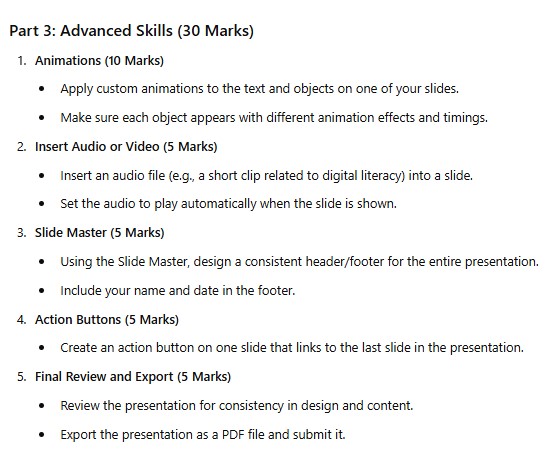 Part 3: Advanced Skills (30 Marks)
1. Animations (10 Marks)
• Apply custom animations to the text and objects on one of your slides.
• Make sure each object appears with different animation effects and timings.
2. Insert Audio or Video (5 Marks)
• Insert an audio file (e.g., a short clip related to digital literacy) into a slide.
• Set the audio to play automatically when the slide is shown.
3. Slide Master (5 Marks)
• Using the Slide Master, design a consistent header/footer for the entire presentation.
• Include your name and date in the footer.
4. Action Buttons (5 Marks)
• Create an action button on one slide that links to the last slide in the presentation.
5. Final Review and Export (5 Marks)
• Review the presentation for consistency in design and content.
• Export the presentation as a PDF file and submit it.